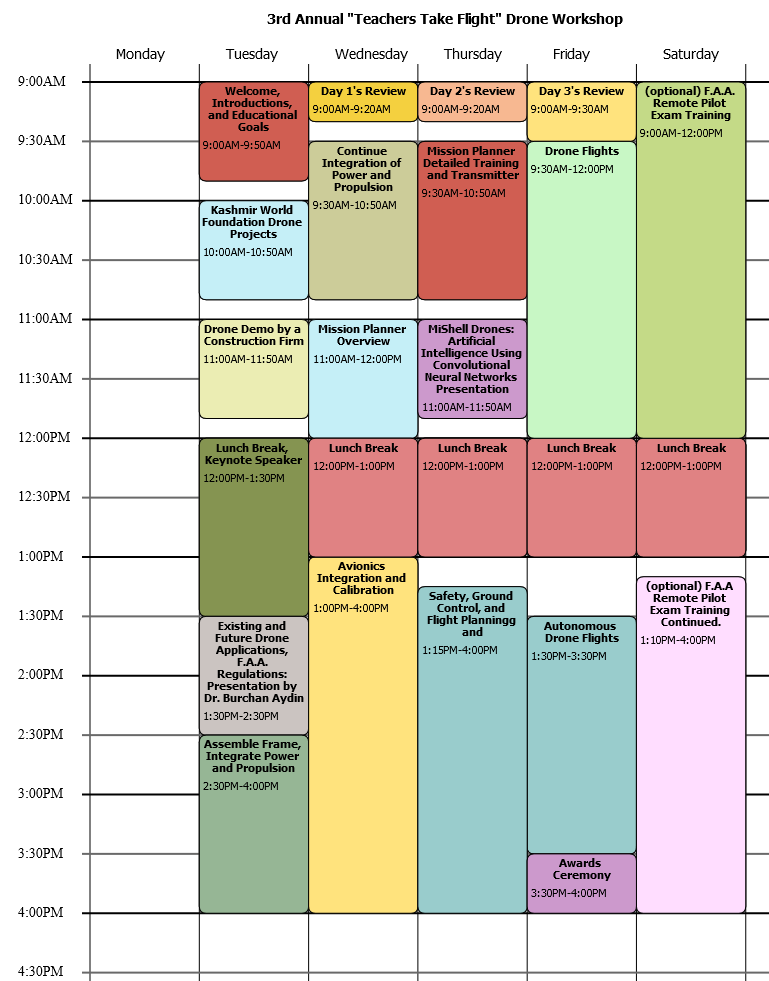 3rd Annual "Teachers Take Flight" Drone Workshop
Monday
Tuesday
Wednesday
Thursday
Friday
Saturday
9:00AM
9:30AM
10:00AM
10:30AM
11:00AM
11:30AM
12:00PM
12:30PM
1:00PM
1:30PM
2:00PM
2:30PM
3:00PM
3:30PM
4:00PM
4:30PM
Welcome,
Introductions,
and Educational
Goals
9:00AM-9:50AM
Kashmir World
Foundation Drone
Projects
10:00AM-10:50AM
Drone Demo by a
Construction Firm
11:00AM-11:50AM
Lunch Break,
Keynote Speaker
12:00PM-1:30PM
Existing and
Future Drone
Applications,
F.A.A.
Regulations:
Presentation by
Dr. Burchan Aydin
1:30PM-2:30PM
Assemble Frame,
Integrate Power
and Propulsion
2:30PM-4:00PM
Day 1's Review
9:00AM-9:20AM
Continue
Integration of
Power and
Propulsion
9:30AM-10:50AM
Mission Planner
Overview
11:00AM-12:00PM
Lunch Break
12:00PM-1:00PM
Avionics
Integration and
Calibration
1:00PM-4:00PM
Day 2's Review
9:00AM-9:20AM
Mission Planner
Detailed Training
and Transmitter
9:30AM-10:50AM
MiShell Drones:
Artificial
Intelligence Using
Convolutional
Neural Networks
Presentation
11:00AM-11:50AM
Lunch Break
12:00PM-1:00PM
Safety, Ground
Control, and
Flight Planningg
and
1:15PM-4:00PM
Day 3's Review
9:00AM-9:30AM
Drone Flights
9:30AM-12:00PM
Lunch Break
12:00PM-1:00PM
Autonomous
Drone Flights
1:30PM-3:30PM
Awards
Ceremony
3:30PM-4:00PM
(optional) F.A.A.
Remote Pilot
Exam Training
9:00AM-12:00PM
Lunch Break
12:00PM-1:00PM
(optional) F.A.A
Remote Pilot
Exam Training
Continued.
1:10PM-4:00PM